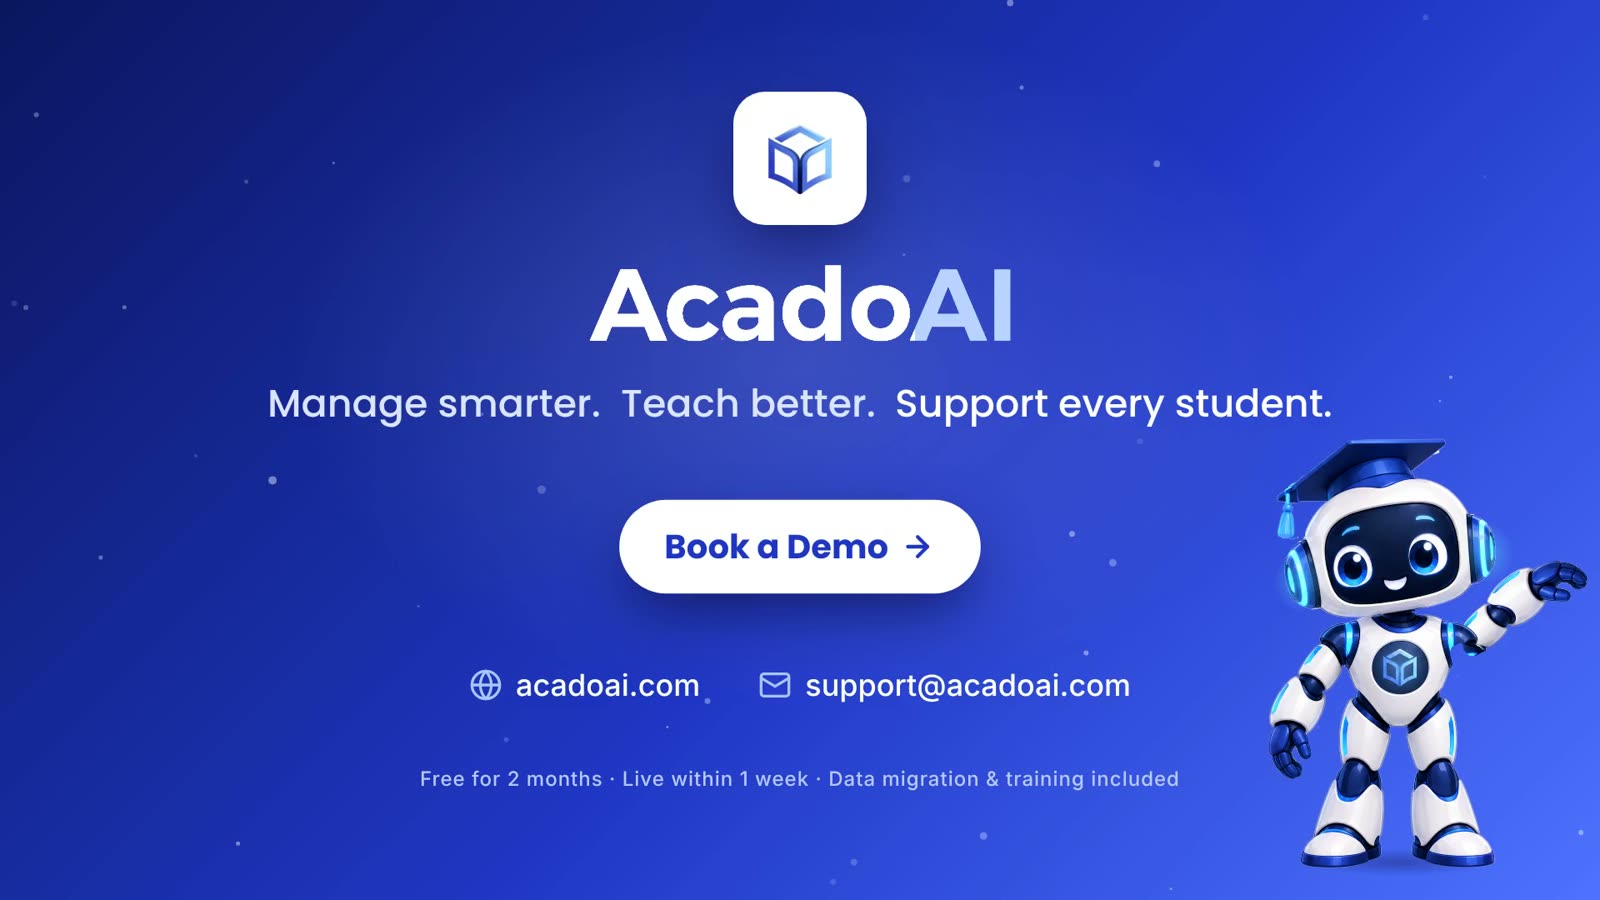 AcadoAI
Manage smarter. Teach better. Support every student.
Book a Demo →
acadoai.com
support@acadoai.com
Free for 2 months · Live within 1 week · Data migration & training included